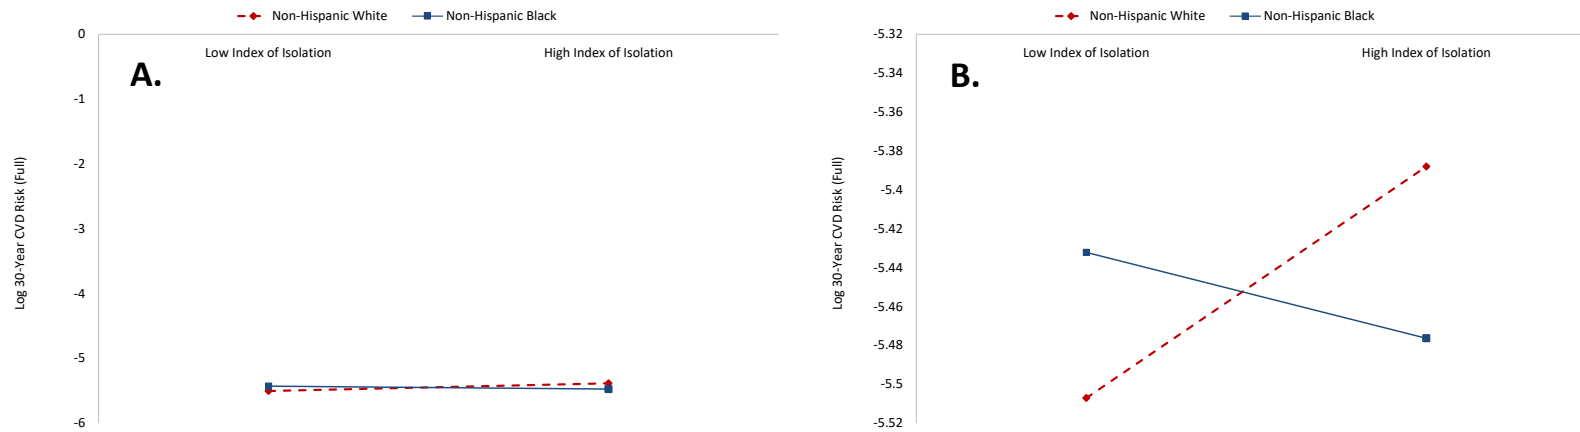 Non-Hispanic White
Non-Hispanic Black
0
-1
-2
-3
-4
-5
-6
Log 30-Year CVD Risk (Full)
Low Index of Isolation
High Index of Isolation
A.
Non-Hispanic White
Non-Hispanic Black
-5.32
-5.34
-5.36
-5.38
-5.4
-5.42
-5.44
-5.46
-5.48
-5.5
-5.52
Log 30-Year CVD Risk (Full)
Low Index of Isolation
High Index of Isolation
B.